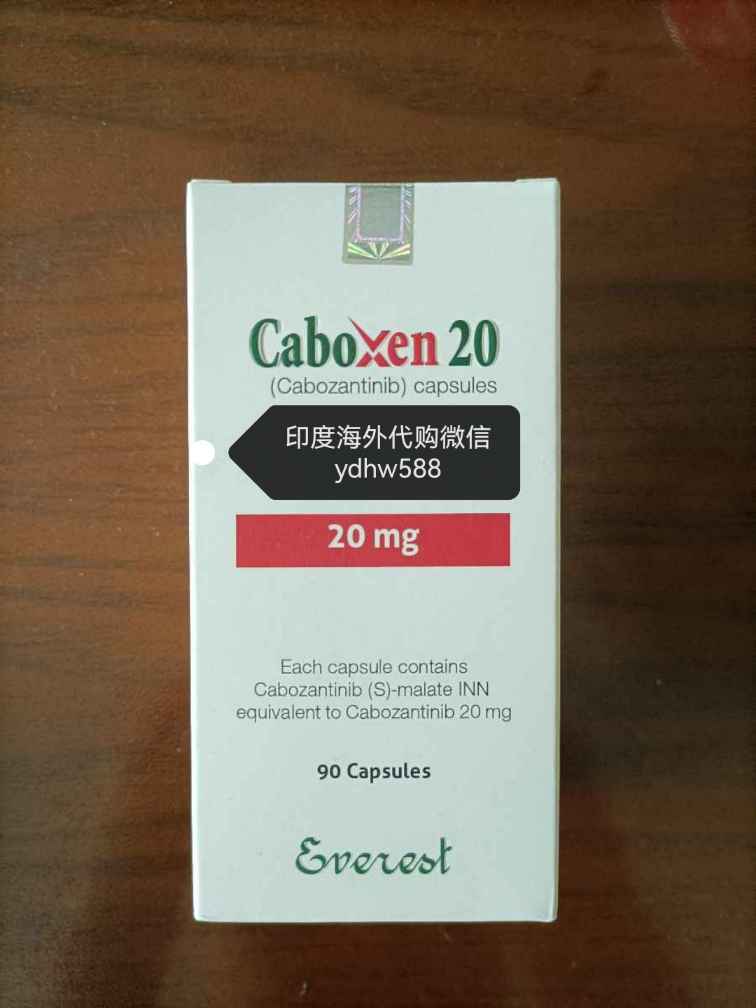 Caboxen 20
(Cabozantinib) capsules
印度海外代购微信
ydhw588
20 mg
Each capsule contains
Cabozantinib (S)-malate INN
equivalent to Cabozantinib 20 mg
90 Capsules
Everest